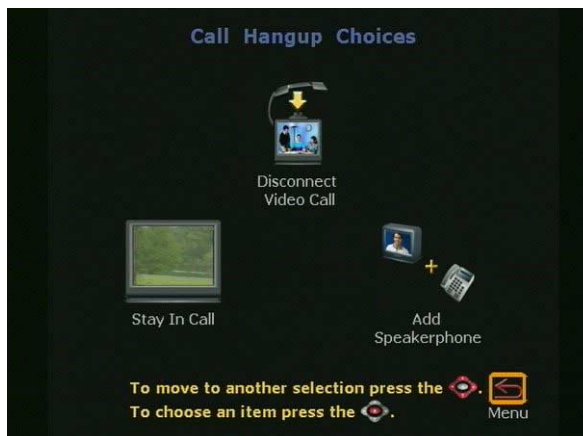 Call Hangup Choices
Disconnect
Video Call
Stay In Call
Add
Speakerphone
To move to another selection press the .
To choose an item press the .
Menu